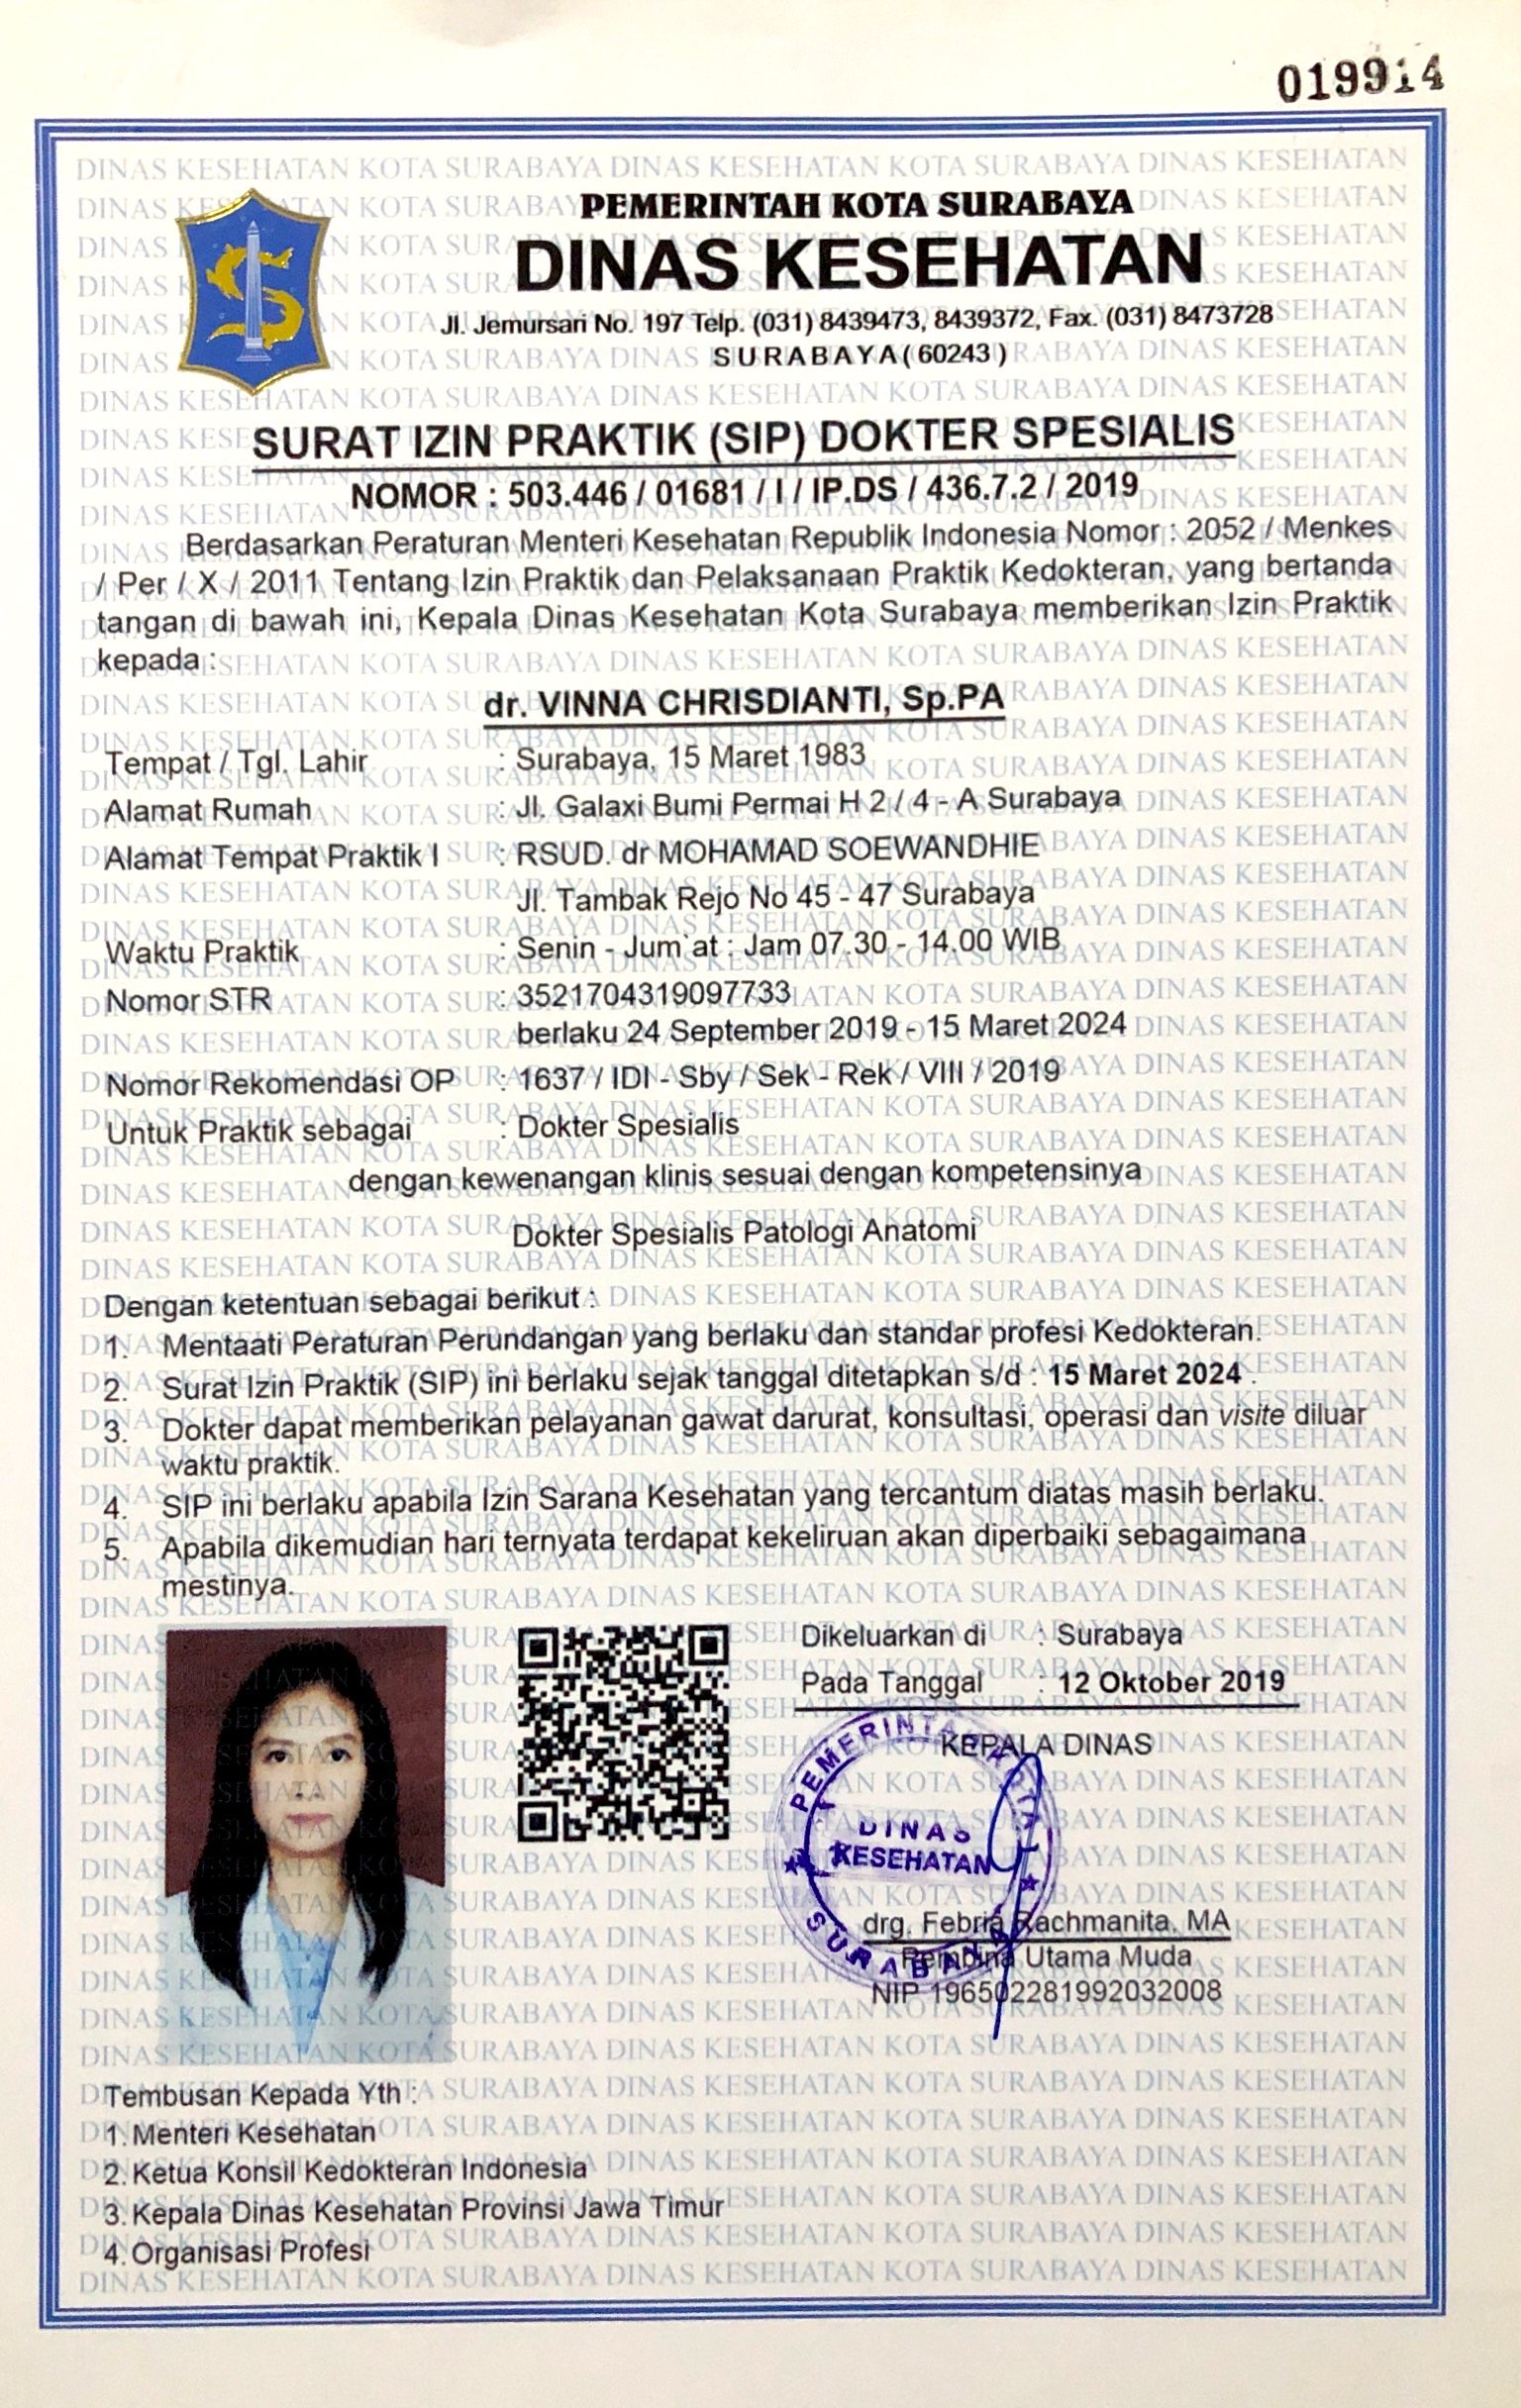 019914
PEMERINTAH KOTA SURABAYA
DINAS KESEHATAN
Jl. Jemursari No. 197 Telp. (031) 8439473, 8439372, Fax. (031) 8473728
SURABAYA (60243)
SURAT IZIN PRAKTIK (SIP) DOKTER SPESIALIS
NOMOR : 503.446 / 01681 / I / IP.DS / 436.7.2 / 2019
Berdasarkan Peraturan Menteri Kesehatan Republik Indonesia Nomor : 2052 / Menkes
/ Per / X / 2011 Tentang Izin Praktik dan Pelaksanaan Praktik Kedokteran, yang bertanda
tangan di bawah ini, Kepala Dinas Kesehatan Kota Surabaya memberikan Izin Praktik
kepada :
dr. VINNA CHRISDIANTI, Sp.PA
Tempat / Tgl. Lahir : Surabaya, 15 Maret 1983
Alamat Rumah : Jl. Galaxi Bumi Permai H 2 / 4 - A Surabaya
Alamat Tempat Praktik I : RSUD. dr MOHAMAD SOEWANDHIE
Jl. Tambak Rejo No 45 - 47 Surabaya
Waktu Praktik : Senin - Jum`at : Jam 07.30 - 14.00 WIB
Nomor STR : 3521704319097733
berlaku 24 September 2019 - 15 Maret 2024
Nomor Rekomendasi OP : 1637 / IDI - Sby / Sek - Rek / VIII / 2019
Untuk Praktik sebagai : Dokter Spesialis
dengan kewenangan klinis sesuai dengan kompetensinya
Dokter Spesialis Patologi Anatomi
Dengan ketentuan sebagai berikut :
1. Mentaati Peraturan Perundangan yang berlaku dan standar profesi Kedokteran.
2. Surat Izin Praktik (SIP) ini berlaku sejak tanggal ditetapkan s/d : 15 Maret 2024 .
3. Dokter dapat memberikan pelayanan gawat darurat, konsultasi, operasi dan visite diluar
waktu praktik.
4. SIP ini berlaku apabila Izin Sarana Kesehatan yang tercantum diatas masih berlaku.
5. Apabila dikemudian hari ternyata terdapat kekeliruan akan diperbaiki sebagaimana
mestinya.
Dikeluarkan di : Surabaya
Pada Tanggal : 12 Oktober 2019
KEPALA DINAS
PEMERINTAH KOTA
DINAS
KESEHATAN
SURABAYA
drg. Febria Rachmanita, MA
Pembina Utama Muda
NIP 196502281992032008
Tembusan Kepada Yth :
1. Menteri Kesehatan
2. Ketua Konsil Kedokteran Indonesia
3. Kepala Dinas Kesehatan Provinsi Jawa Timur
4. Organisasi Profesi